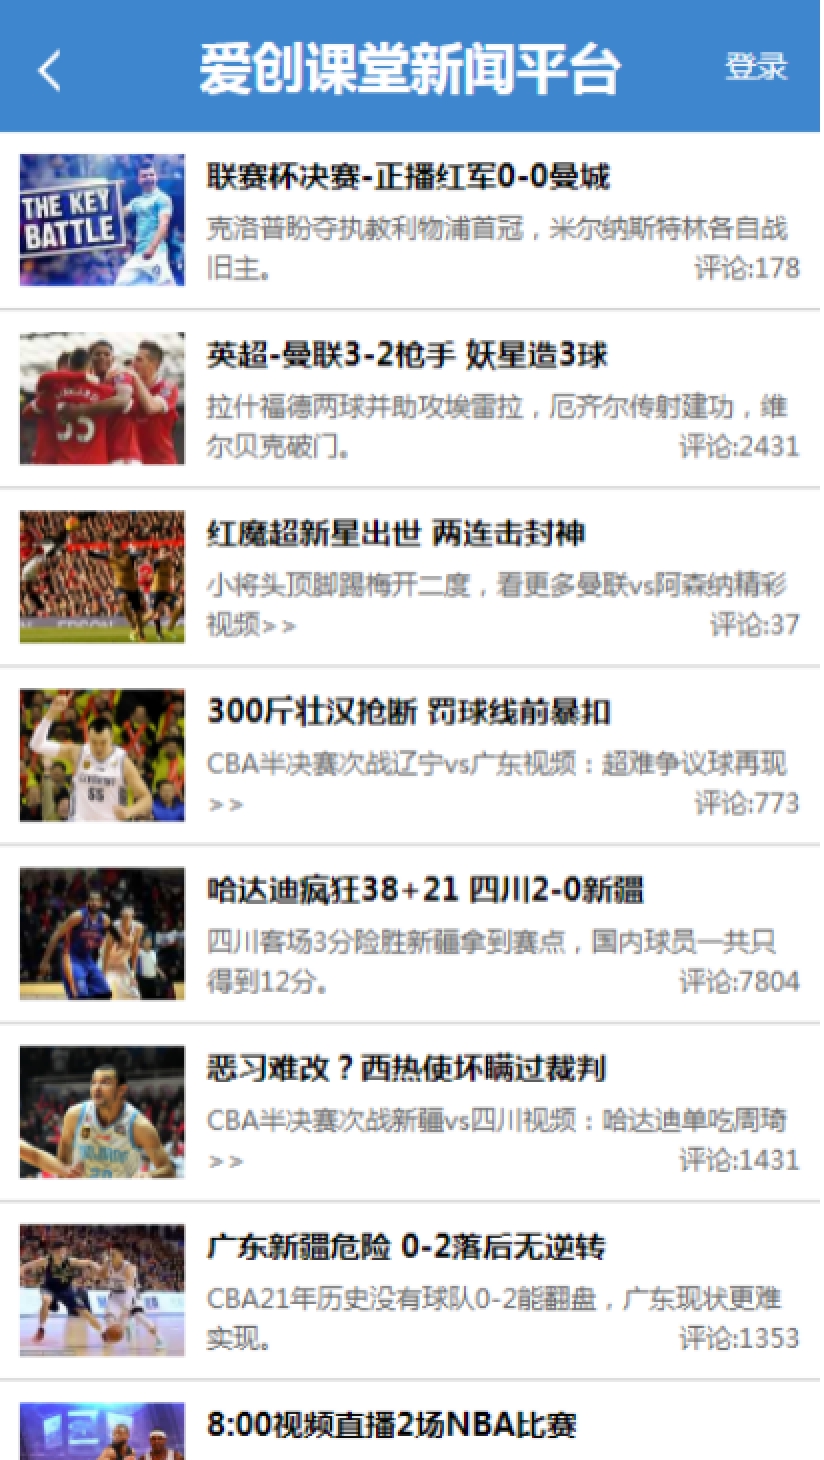 爱创课堂新闻平台
登录
THE KEY
BATTLE
联赛杯决赛-正播红军0-0曼城
克洛普盼夺执教利物浦首冠，米尔纳斯特林各自战
旧主。
评论:178
英超-曼联3-2枪手 妖星造3球
拉什福德两球并助攻埃雷拉，厄齐尔传射建功，维
尔贝克破门。
评论:2431
红魔超新星出世 两连击封神
小将头顶脚踢梅开二度，看更多曼联vs阿森纳精彩
视频>>
评论:37
300斤壮汉抢断 罚球线前暴扣
CBA半决赛次战辽宁vs广东视频：超难争议球再现
>>
评论:773
哈达迪疯狂38+21 四川2-0新疆
四川客场3分险胜新疆拿到赛点，国内球员一共只
得到12分。
评论:7804
恶习难改？西热使坏瞒过裁判
CBA半决赛次战新疆vs四川视频：哈达迪单吃周琦
>>
评论:1431
广东新疆危险 0-2落后无逆转
CBA21年历史没有球队0-2能翻盘，广东现状更难
实现。
评论:1353
8:00视频直播2场NBA比赛